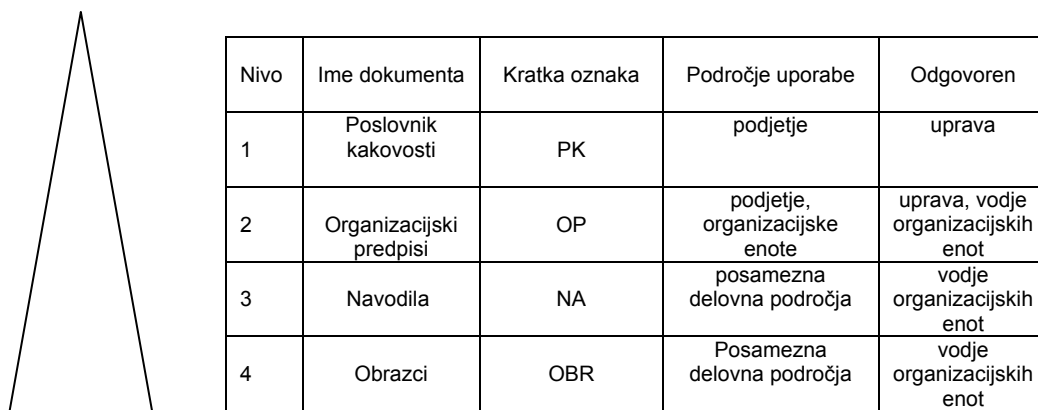 Nivo Ime dokumenta Kratka oznaka Področje uporabe Odgovoren
1 Poslovnik kakovosti PK podjetje uprava
2 Organizacijski predpisi OP podjetje, organizacijske enote uprava, vodje organizacijskih enot
3 Navodila NA posamezna delovna področja vodje organizacijskih enot
4 Obrazci OBR Posamezna delovna področja vodje organizacijskih enot